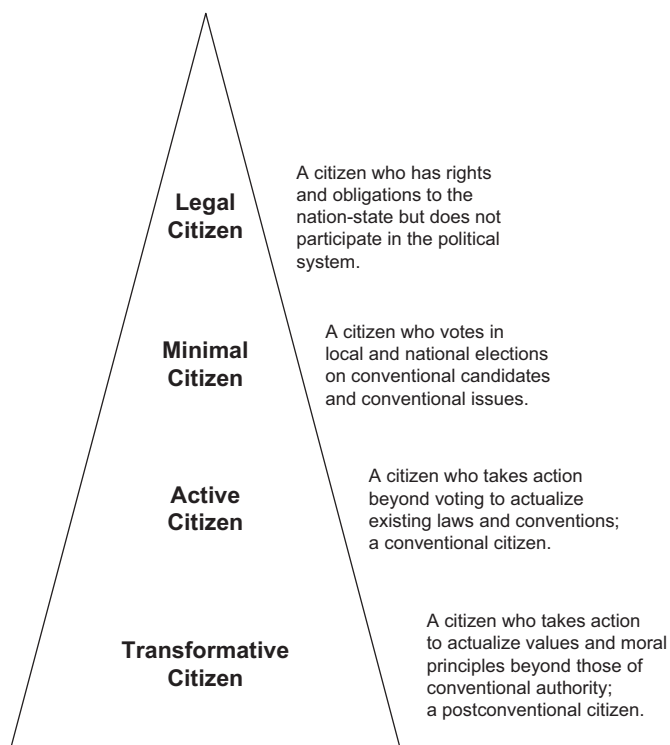 Legal
Citizen
A citizen who has rights
and obligations to the
nation-state but does not
participate in the political
system.
Minimal
Citizen
A citizen who votes in
local and national elections
on conventional candidates
and conventional issues.
Active
Citizen
A citizen who takes action
beyond voting to actualize
existing laws and conventions;
a conventional citizen.
Transformative
Citizen
A citizen who takes action
to actualize values and moral
principles beyond those of
conventional authority;
a postconventional citizen.